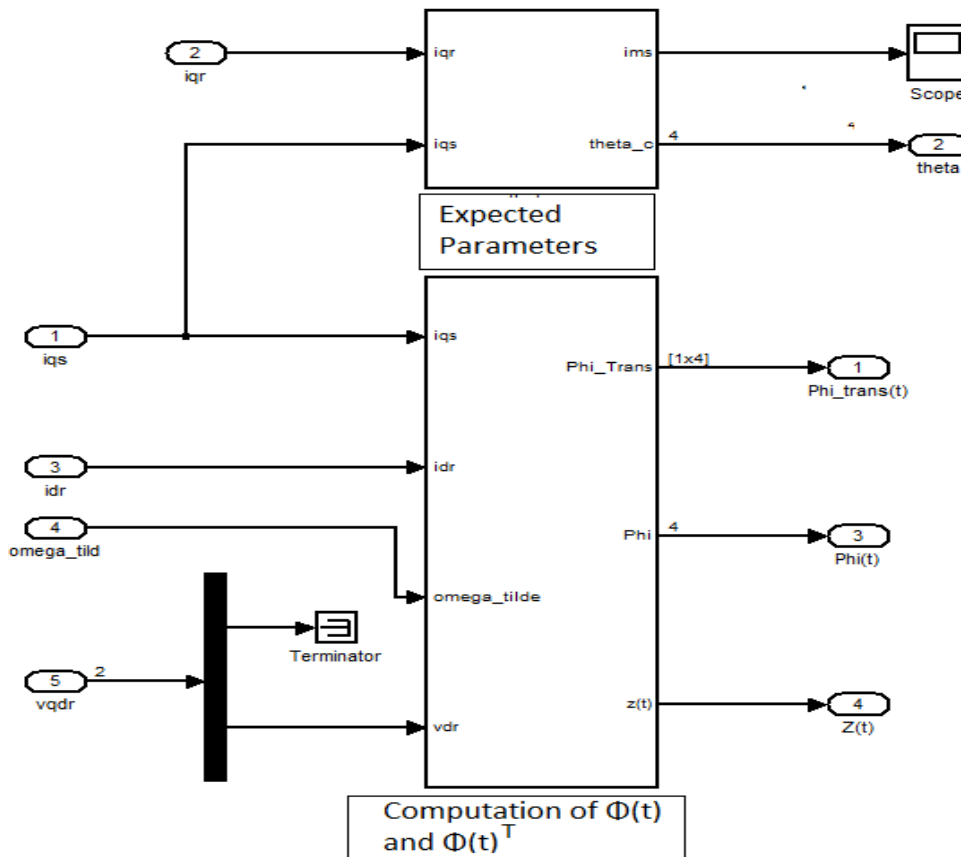 2
iqr
iqr
ims
Scope
iqs
theta_c
4
4
2
theta
Expected
Parameters
1
iqs
iqs
Phi_Trans
[1x4]
1
Phi_trans(t)
3
idr
idr
4
omega_tild
Phi
4
3
Phi(t)
omega_tilde
Terminator
5
vqdr
2
vdr
z(t)
4
Z(t)
Computation of Φ(t)
and Φ(t)ᵀ